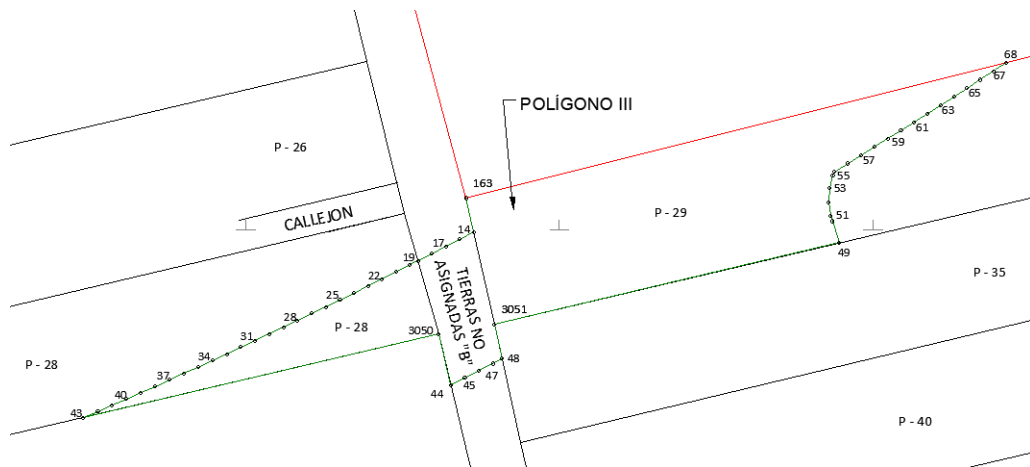 68
67
65
POLÍGONO III
63
61
P - 26
59
57
55
163
53
P - 29
CALLEJON
51
14
17
49
19
TIERRAS NO
ASIGNADAS "B"
22
P - 35
25
3051
28
P - 28
3050
31
34
48
P - 28
47
37
45
44
40
43
P - 40